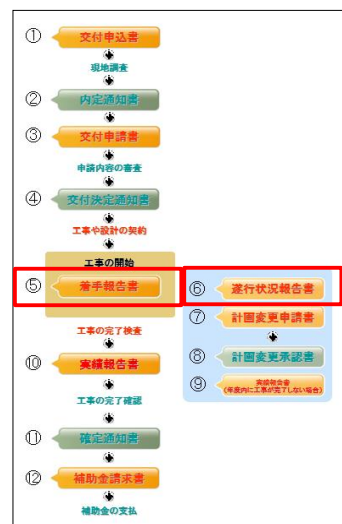 ① 交付申込書
現地調査
② 内定通知書
③ 交付申請書
申請内容の審査
④ 交付決定通知書
工事や設計の契約
工事の開始
⑤ 着手報告書
⑥ 遂行状況報告書
⑦ 計画変更申請書
⑧ 計画変更承認書
⑨ 実績報告書
(年度内に工事が完了しない場合)
工事の完了検査
⑩ 実績報告書
工事の完了確認
⑪ 確定通知書
⑫ 補助金請求書
補助金の支払